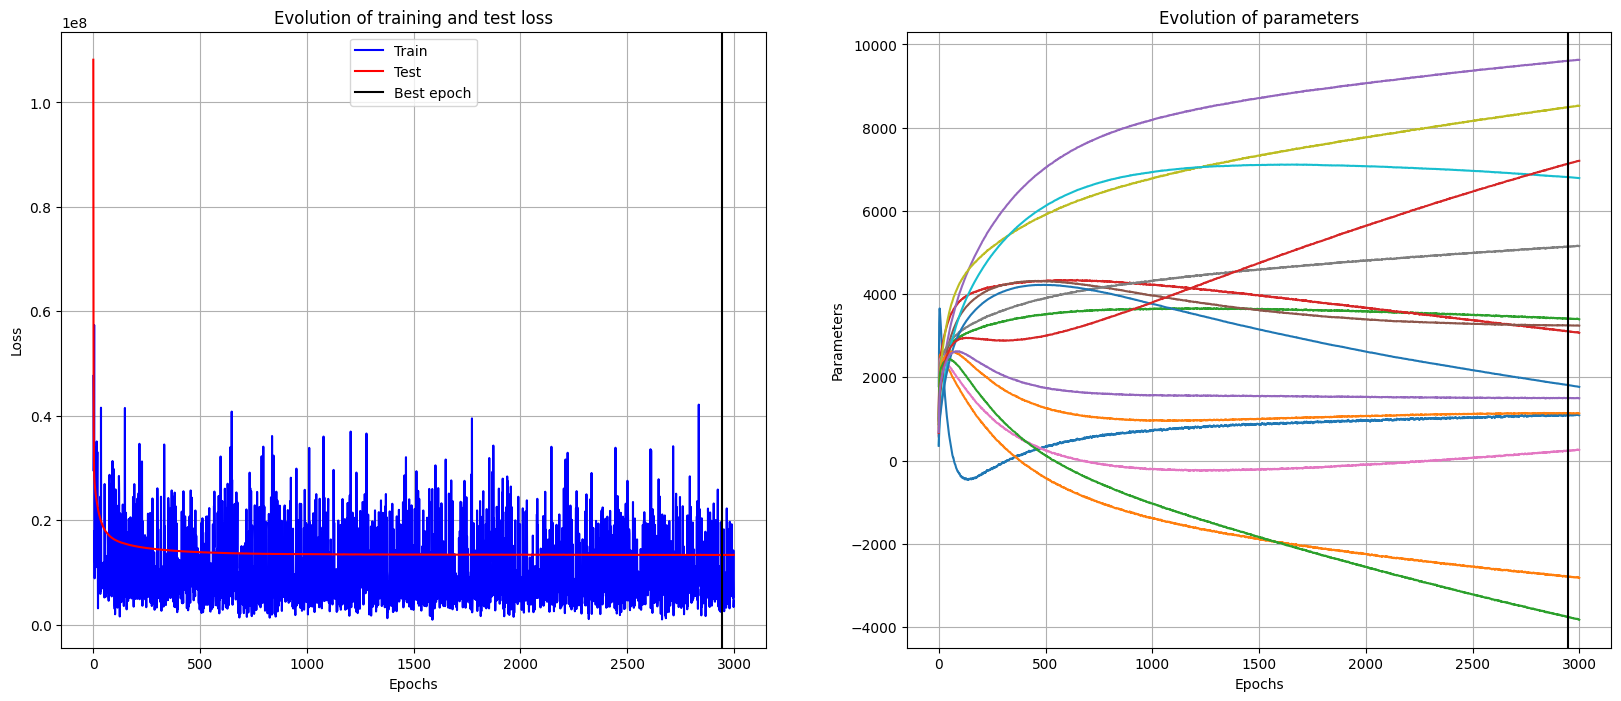 Evolution of training and test loss
1e8
Train
Test
Best epoch
1.0
0.8
0.6
0.4
0.2
0.0
Loss
0 500 1000 1500 2000 2500 3000
Epochs
Evolution of parameters
10000
8000
6000
4000
2000
0
−2000
−4000
Parameters
0 500 1000 1500 2000 2500 3000
Epochs